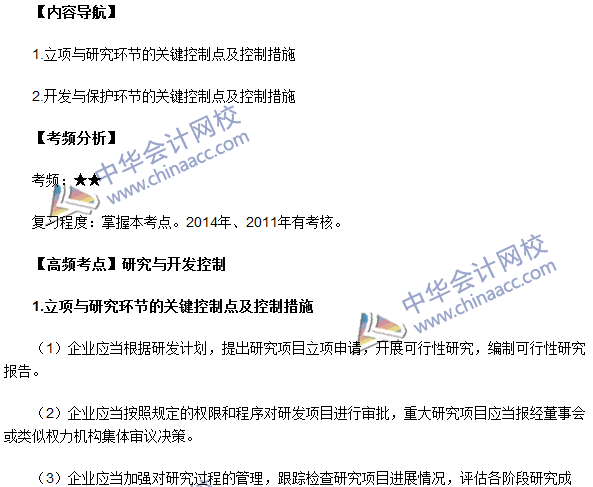 【内容导航】
1.立项与研究环节的关键控制点及控制措施
2.开发与保护环节的关键控制点及控制措施
【考频分析】
考频：★★
复习程度：掌握本考点。2014年、2011年有考核。
【高频考点】研究与开发控制
1.立项与研究环节的关键控制点及控制措施
（1）企业应当根据研发计划，提出研究项目立项申请，开展可行性研究，编制可行性研究
报告。
（2）企业应当按照规定的权限和程序对研发项目进行审批，重大研究项目应当报经董事会
或类似权力机构集体审议决策。
（3）企业应当加强对研究过程的管理，跟踪检查研究项目进展情况，评估各阶段研究成
中华会计网校
www.chinaacc.com
中华会计网校
www.chinaacc.com